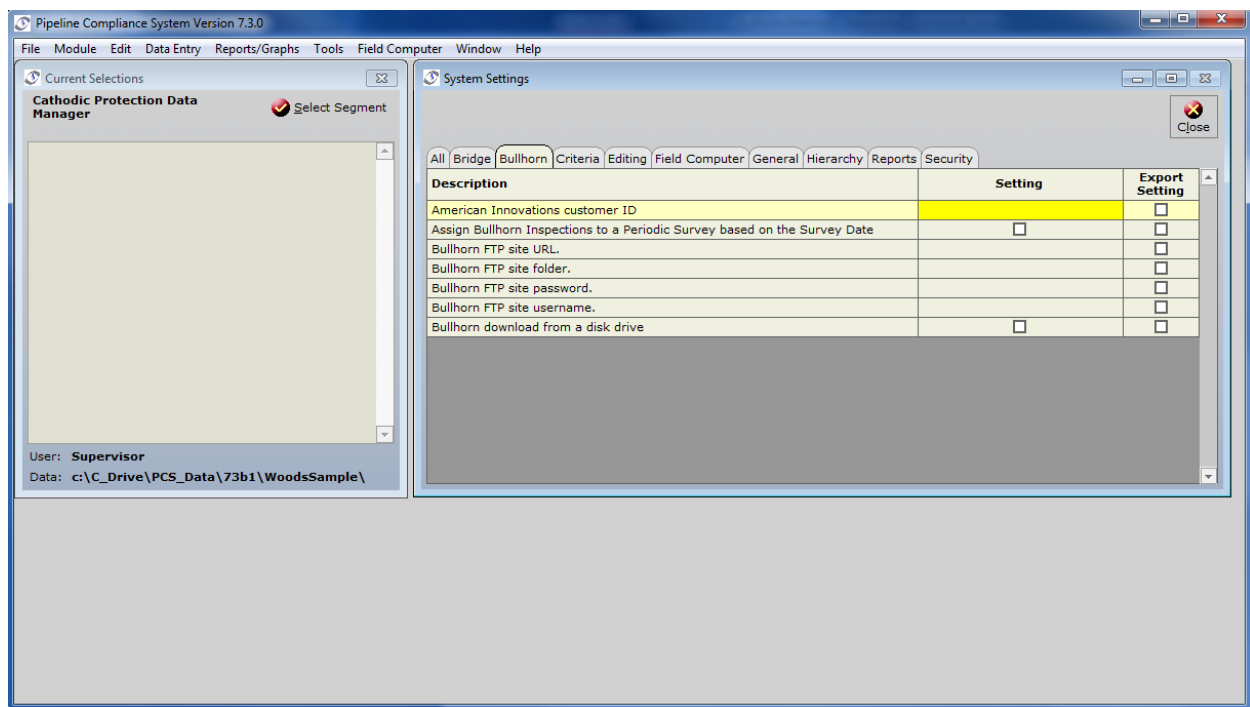 Pipeline Compliance System Version 7.3.0
File Module Edit Data Entry Reports/Graphs Tools Field Computer Window Help
Current Selections
Cathodic Protection Data
Manager
Select Segment
User: Supervisor
Data: c:\C_Drive\PCS_Data\73b1\WoodsSample\
System Settings
Close
All Bridge Bullhorn Criteria Editing Field Computer General Hierarchy Reports Security
Description Setting Export
Setting
American Innovations customer ID
Assign Bullhorn Inspections to a Periodic Survey based on the Survey Date
Bullhorn FTP site URL.
Bullhorn FTP site folder.
Bullhorn FTP site password.
Bullhorn FTP site username.
Bullhorn download from a disk drive